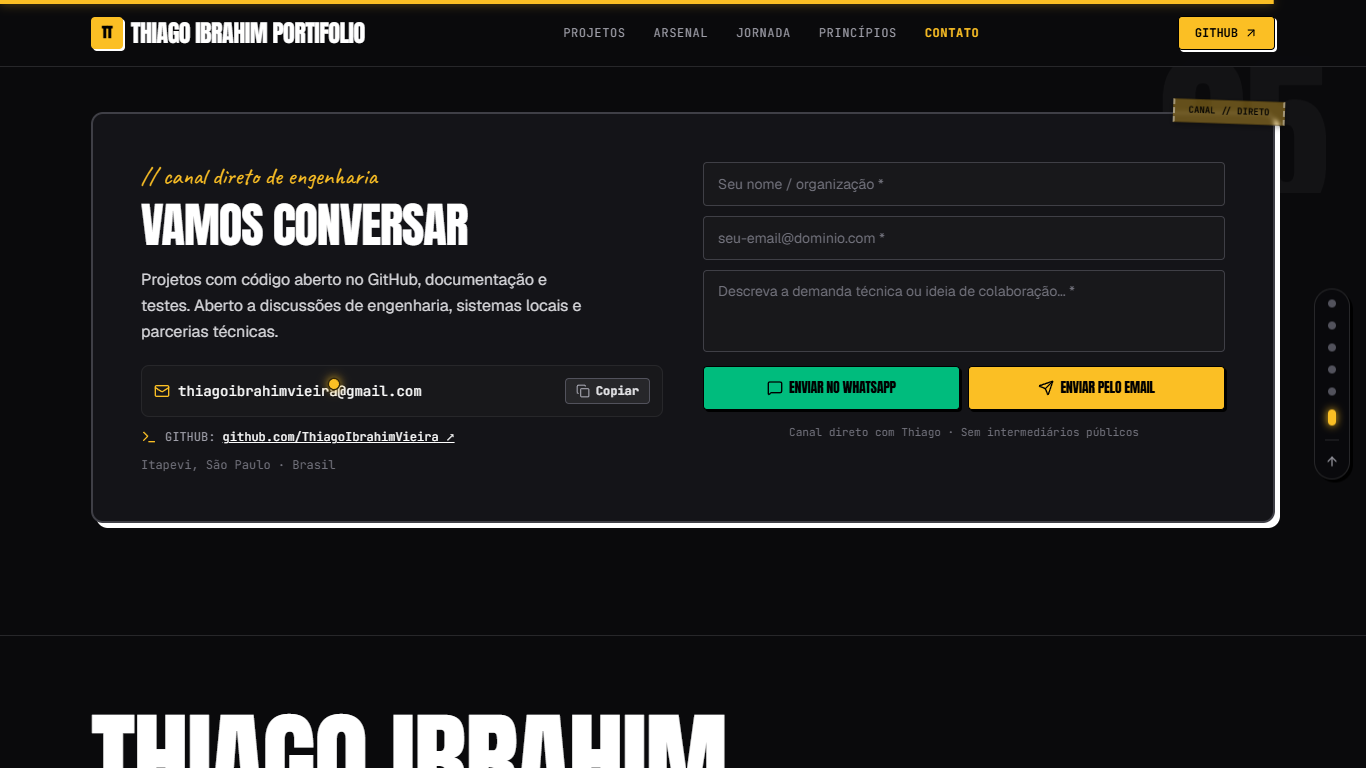 TI THIAGO IBRAHIM PORTIFOLIO
PROJETOS ARSENAL JORNADA PRINCÍPIOS CONTATO
GITHUB ↗
05
CANAL // DIRETO
// canal direto de engenharia
VAMOS CONVERSAR
Projetos com código aberto no GitHub, documentação e
testes. Aberto a discussões de engenharia, sistemas locais e
parcerias técnicas.
thiagoibrahimvieira@gmail.com
Copiar
GITHUB: github.com/ThiagoIbrahimVieira ↗
Itapevi, São Paulo · Brasil
Seu nome / organização *
seu-email@dominio.com *
Descreva a demanda técnica ou ideia de colaboração… *
ENVIAR NO WHATSAPP
ENVIAR PELO EMAIL
Canal direto com Thiago · Sem intermediários públicos
THIAGO IBRAHIM